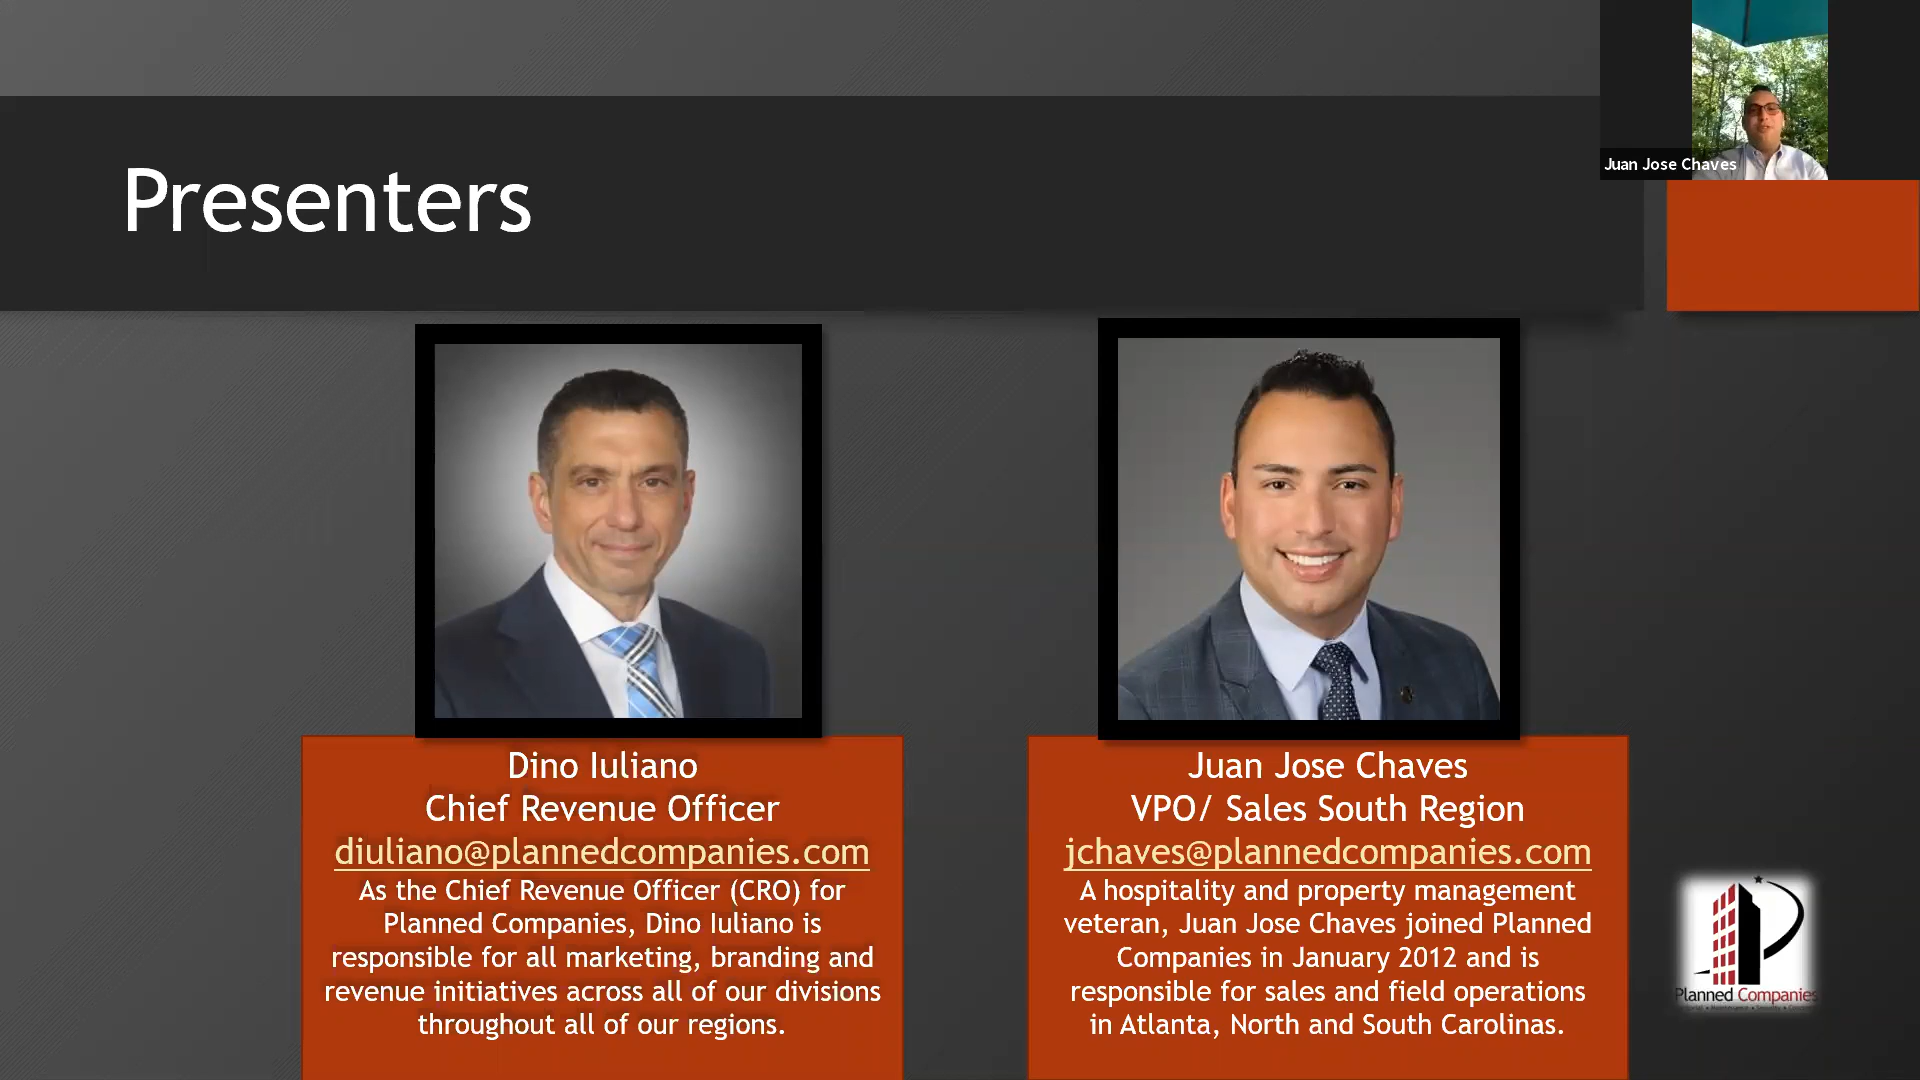 Juan Jose Chaves
Presenters
Dino Iuliano
Chief Revenue Officer
diuliano@plannedcompanies.com
As the Chief Revenue Officer (CRO) for
Planned Companies, Dino Iuliano is
responsible for all marketing, branding and
revenue initiatives across all of our divisions
throughout all of our regions.
Juan Jose Chaves
VPO/ Sales South Region
jchaves@plannedcompanies.com
A hospitality and property management
veteran, Juan Jose Chaves joined Planned
Companies in January 2012 and is
responsible for sales and field operations
in Atlanta, North and South Carolinas.
Planned Companies